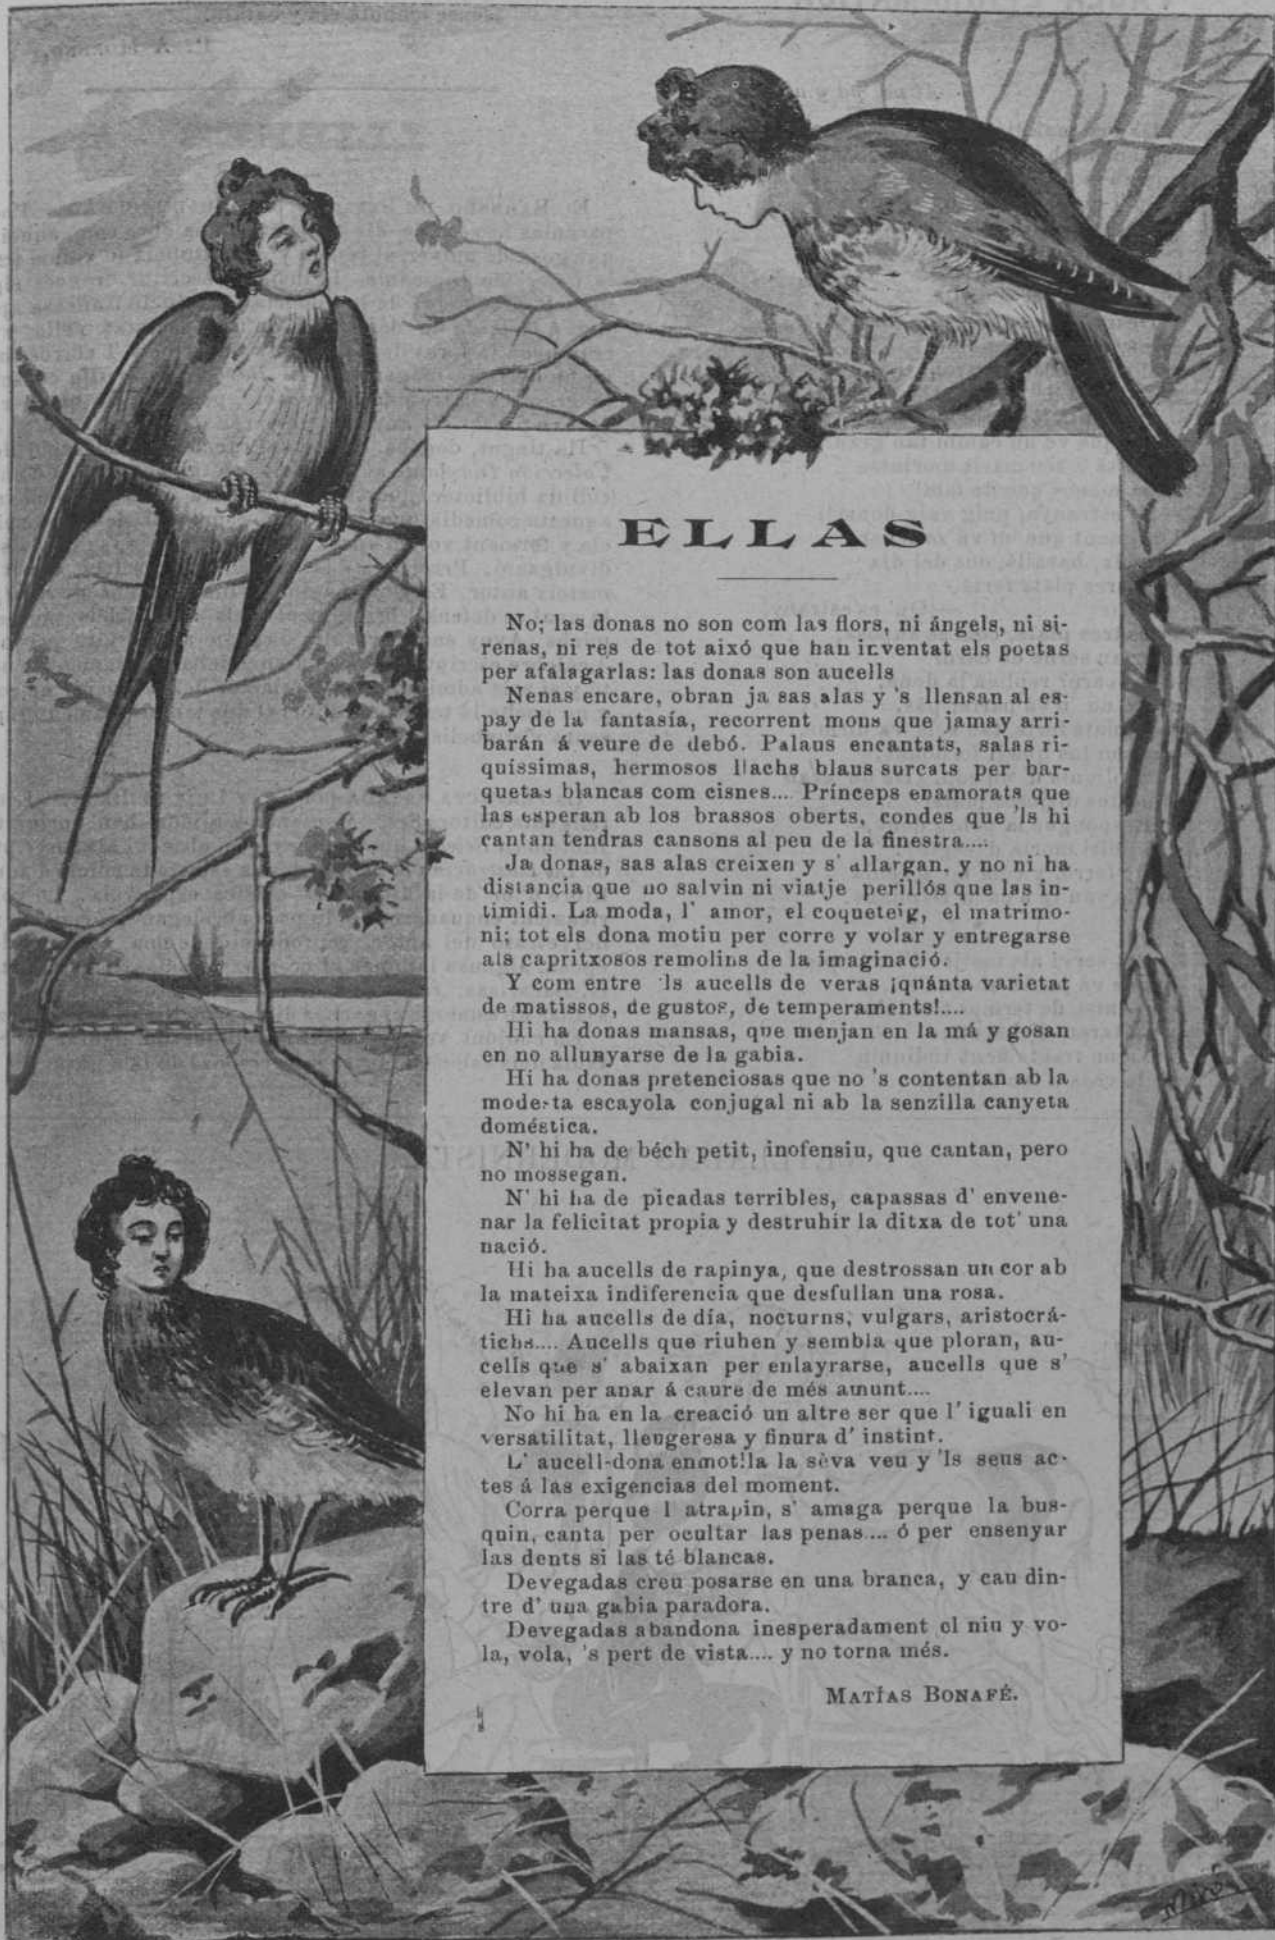 ELLAS
No; las donas no son com las flors, ni ángels, ni si-
renas, ni res de tot aixó que han inventat els poetas
per afalagarlas: las donas son aucells
Nenas encare, obran ja sas alas y 's llensan al es-
pay de la fantasía, recorrent mons que jamay arri-
barán á veure de debó. Palaus encantats, salas ri-
quíssimas, hermosos llachs blaus surcats per bar-
quetas blancas com cisnes.... Prínceps enamorats que
las esperan ab los brassos oberts, condes que 'ls hi
cantan tendras cansons al peu de la finestra....
Ja donas, sas alas creixen y s' allargan, y no ni ha
distancia que no salvin ni viatje perillós que las in-
timidi. La moda, l' amor, el coqueteig, el matrimo-
ni; tot els dona motiu per corre y volar y entregarse
als capritxosos remolins de la imaginació.
Y com entre 'ls aucells de veras ¡quánta varietat
de matissos, de gustos, de temperaments!....
Hi ha donas mansas, que menjan en la má y gosan
en no allunyarse de la gabia.
Hi ha donas pretenciosas que no 's contentan ab la
modesta escayola conjugal ni ab la senzilla canyeta
doméstica.
N' hi ha de béch petit, inofensiu, que cantan, pero
no mossegan.
N' hi ha de picadas terribles, capassas d' envene-
nar la felicitat propia y destruhir la ditxa de tot' una
nació.
Hi ha aucells de rapinya, que destrossan un cor ab
la mateixa indiferencia que desfullan una rosa.
Hi ha aucells de día, nocturns, vulgars, aristocrá-
tichs.... Aucells que riuhen y sembla que ploran, au-
cells que s' abaixan per enlayrarse, aucells que s'
elevan per anar á caure de més amunt....
No hi ha en la creació un altre ser que l' iguali en
versatilitat, lleugeresa y finura d' instint.
L' aucell-dona enmotlla la séva veu y 'ls seus ac-
tes á las exigencias del moment.
Corra perque l atrapin, s' amaga perque la bus-
quin, canta per ocultar las penas.... ó per ensenyar
las dents si las té blancas.
Devegadas creu posarse en una branca, y cau din-
tre d' una gabia paradora.
Devegadas abandona inesperadament el niu y vo-
la, vola, 's pert de vista.... y no torna més.
MATÍAS BONAFÉ.
Miró